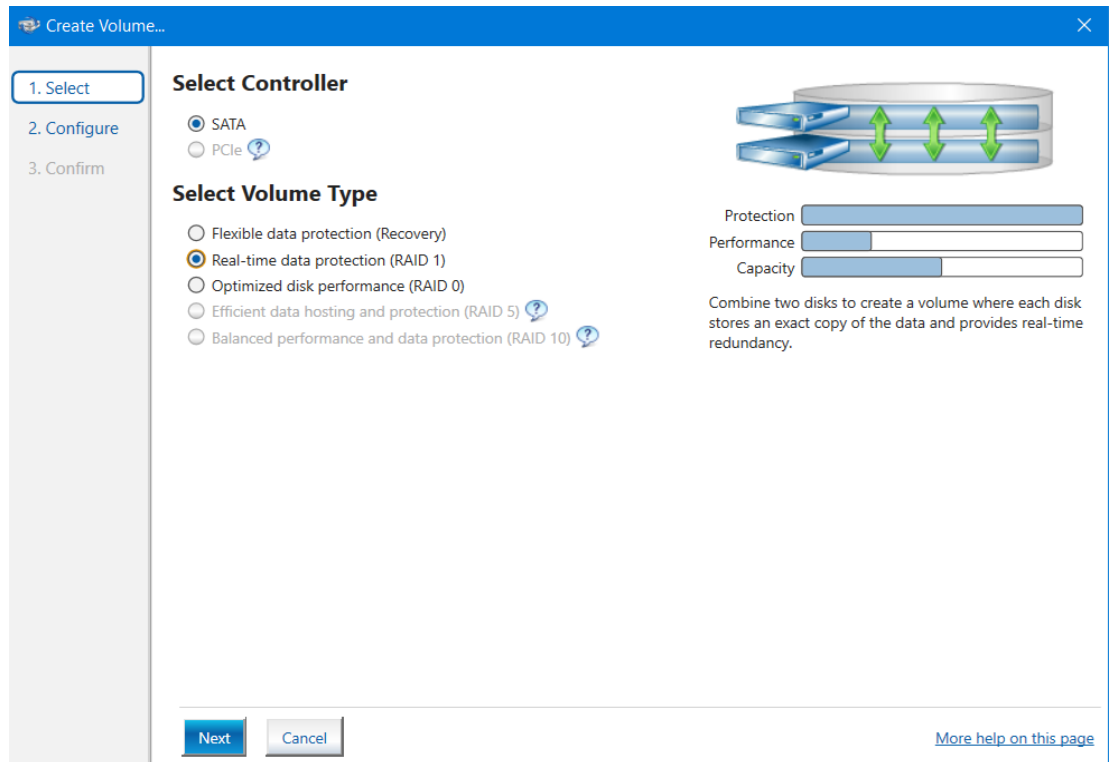 Create Volume...
1. Select
2. Configure
3. Confirm
Select Controller
SATA
PCIe ?
Select Volume Type
Flexible data protection (Recovery)
Real-time data protection (RAID 1)
Optimized disk performance (RAID 0)
Efficient data hosting and protection (RAID 5) ?
Balanced performance and data protection (RAID 10) ?
Protection
Performance
Capacity
Combine two disks to create a volume where each disk
stores an exact copy of the data and provides real-time
redundancy.
Next
Cancel
More help on this page